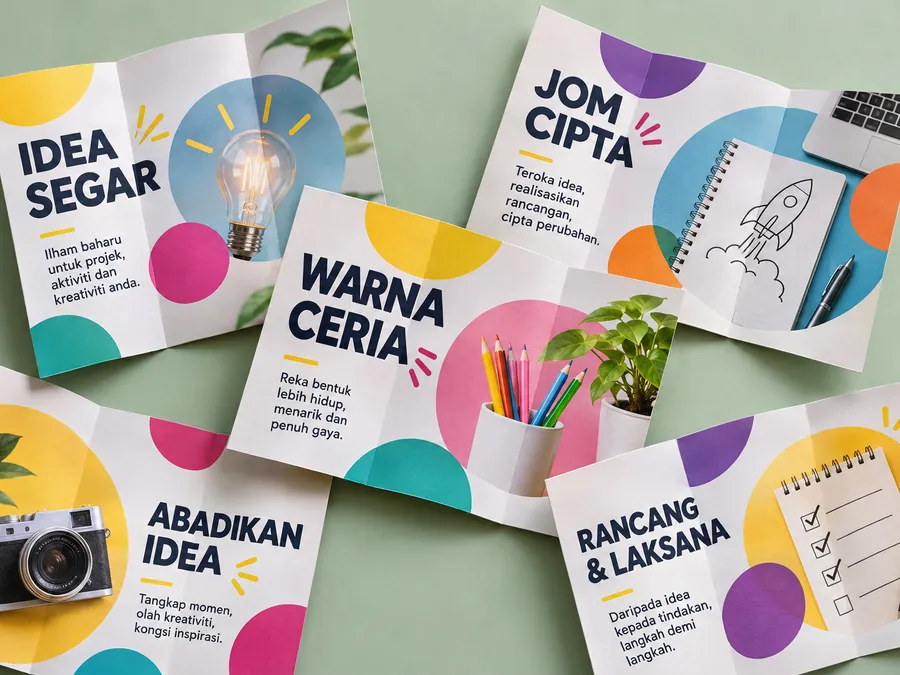 IDEA
SEGAR
Ilham baharu
untuk projek,
aktiviti dan
kreativiti anda.
JOM
CIPTA
Teroka idea,
realisasikan
rancangan,
cipta perubahan.
WARNA
CERIA
Reka bentuk
lebih hidup,
menarik dan
penuh gaya.
ABADIKAN
IDEA
Tangkap momen,
olah kreativiti,
kongsi inspirasi.
RANCANG
& LAKSANA
Daripada idea
kepada tindakan,
langkah demi
langkah.